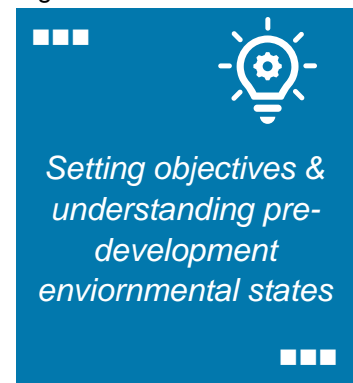 Setting objectives &
understanding pre-
development
enviornmental states